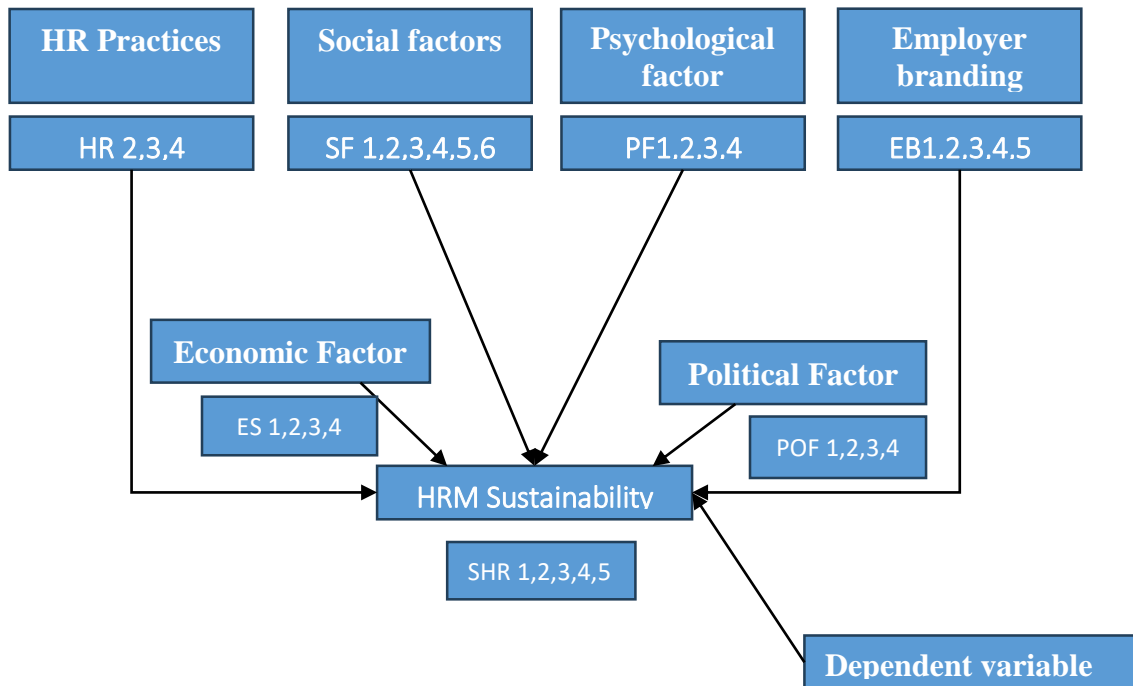 HR Practices
Social factors
Psychological
factor
Employer
branding
HR 2,3,4
SF 1,2,3,4,5,6
PF1,2,3,4
EB1,2,3,4,5
Economic Factor
Political Factor
ES 1,2,3,4
POF 1,2,3,4
HRM Sustainability
SHR 1,2,3,4,5
Dependent variable